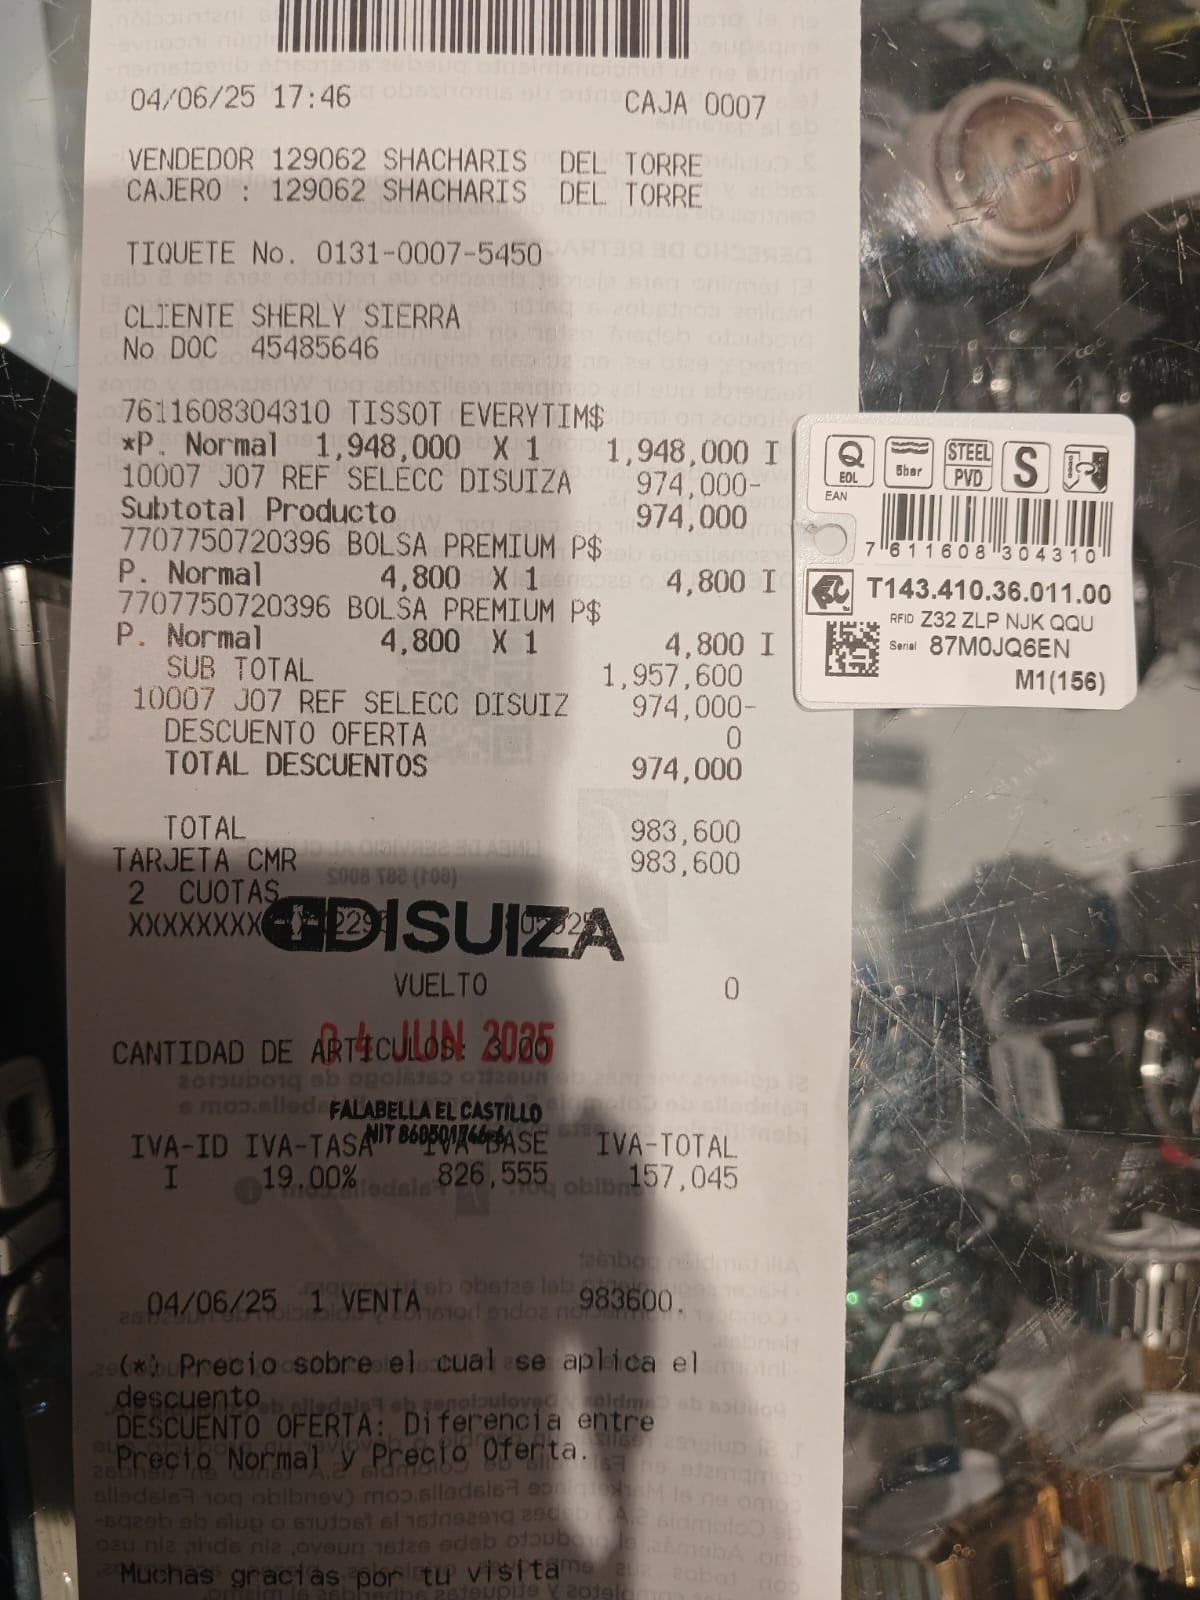 04/06/25 17:46 CAJA 0007
VENDEDOR 129062 SHACHARIS DEL TORRE
CAJERO : 129062 SHACHARIS DEL TORRE
TIQUETE No. 0131-0007-5450
CLIENTE SHERLY SIERRA
No DOC 45485646
7611608304310 TISSOT EVERYTIM$
*P. Normal 1,948,000 X 1 1,948,000 I
10007 J07 REF SELECC DISUIZA 974,000-
Subtotal Producto 974,000
7707750720396 BOLSA PREMIUM P$
P. Normal 4,800 X 1 4,800 I
7707750720396 BOLSA PREMIUM P$
P. Normal 4,800 X 1 4,800 I
SUB TOTAL 1,957,600
10007 J07 REF SELECC DISUIZ 974,000-
DESCUENTO OFERTA 0
TOTAL DESCUENTOS 974,000
TOTAL 983,600
TARJETA CMR 983,600
2 CUOTAS
DISUIZA
VUELTO 0
04 JUN 2025
CANTIDAD DE ARTICULOS: 3.00
FALABELLA EL CASTILLO
NIT
IVA-ID IVA-TASA IVA-BASE IVA-TOTAL
I 19.00% 826,555 157,045
04/06/25 1 VENTA 983600.
(*) Precio sobre el cual se aplica el
descuento
DESCUENTO OFERTA: Diferencia entre
Precio Normal y Precio Oferta.
Muchas gracias por tu visita
Q EOL 5bar STEEL PVD S
EAN
7 611608 304310
T143.410.36.011.00
RFID Z32 ZLP NJK QQU
Serial 87M0JQ6EN
M1(156)